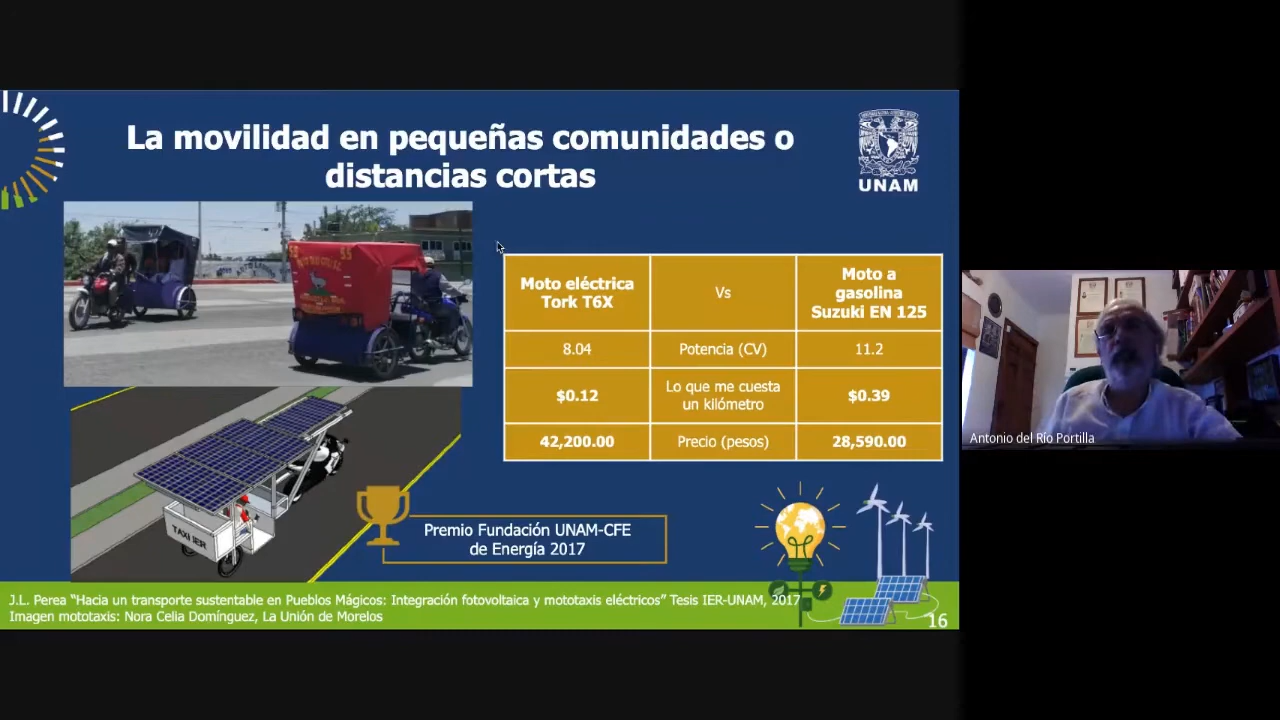 La movilidad en pequeñas comunidades o
distancias cortas
UNAM
Moto eléctrica
Tork T6X
Vs
Moto a
gasolina
Suzuki EN 125
8.04
Potencia (CV)
11.2
$0.12
Lo que me cuesta
un kilómetro
$0.39
42,200.00
Precio (pesos)
28,590.00
TAXI IER
Premio Fundación UNAM-CFE
de Energía 2017
J.L. Perea “Hacia un transporte sustentable en Pueblos Mágicos: Integración fotovoltaica y mototaxis eléctricos” Tesis IER-UNAM, 2017
Imagen mototaxis: Nora Celia Domínguez, La Unión de Morelos
16
Antonio del Río Portilla